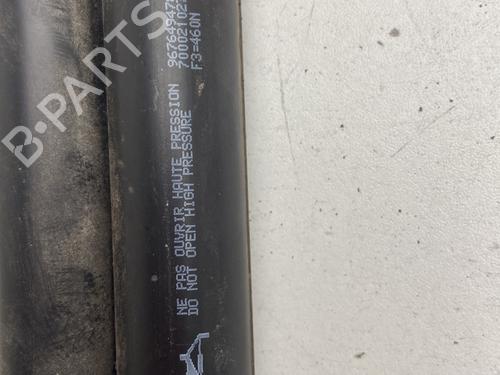 NE PAS OUVRIR HAUTE PRESSION
DO NOT OPEN HIGH PRESSURE
F3=460N
B-PARTS